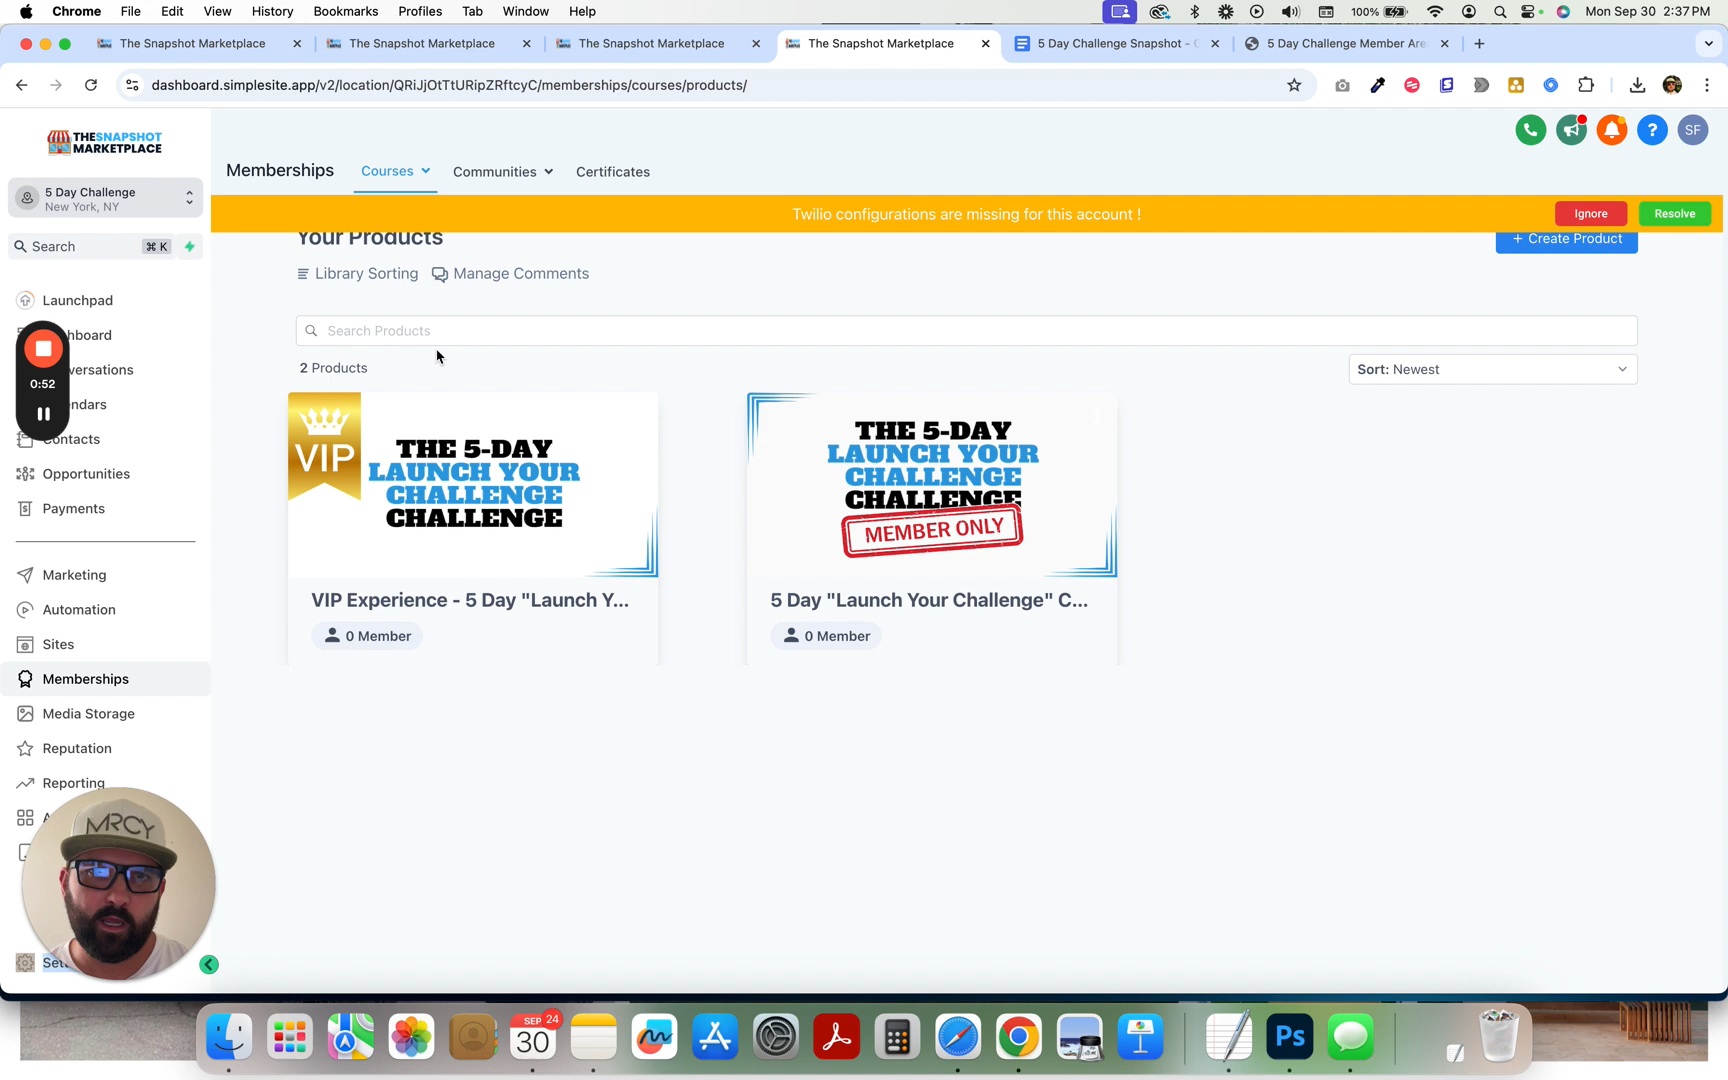 Chrome File Edit View History Bookmarks Profiles Tab Window Help
100% Mon Sep 30 2:37 PM
The Snapshot Marketplace The Snapshot Marketplace The Snapshot Marketplace The Snapshot Marketplace 5 Day Challenge Snapshot - 5 Day Challenge Member Are
dashboard.simplesite.app/v2/location/QRiJjOtTtURipZRftcyC/memberships/courses/products/
THESNAPSHOT
MARKETPLACE
SF
Memberships Courses Communities Certificates
5 Day Challenge
New York, NY
Twilio configurations are missing for this account !
Ignore Resolve
Search ⌘ K
Your Products
+ Create Product
Library Sorting Manage Comments
Launchpad
hboard
versations
endars
ontacts
Opportunities
Payments
Marketing
Automation
Sites
Memberships
Media Storage
Reputation
Reporting
Set
0:52
Search Products
2 Products
Sort: Newest
VIP
THE 5-DAY
LAUNCH YOUR
CHALLENGE
CHALLENGE
VIP Experience - 5 Day "Launch Y...
0 Member
THE 5-DAY
LAUNCH YOUR
CHALLENGE
CHALLENGE
MEMBER ONLY
5 Day "Launch Your Challenge" C...
0 Member
MRCY
SEP 24
30
Ps